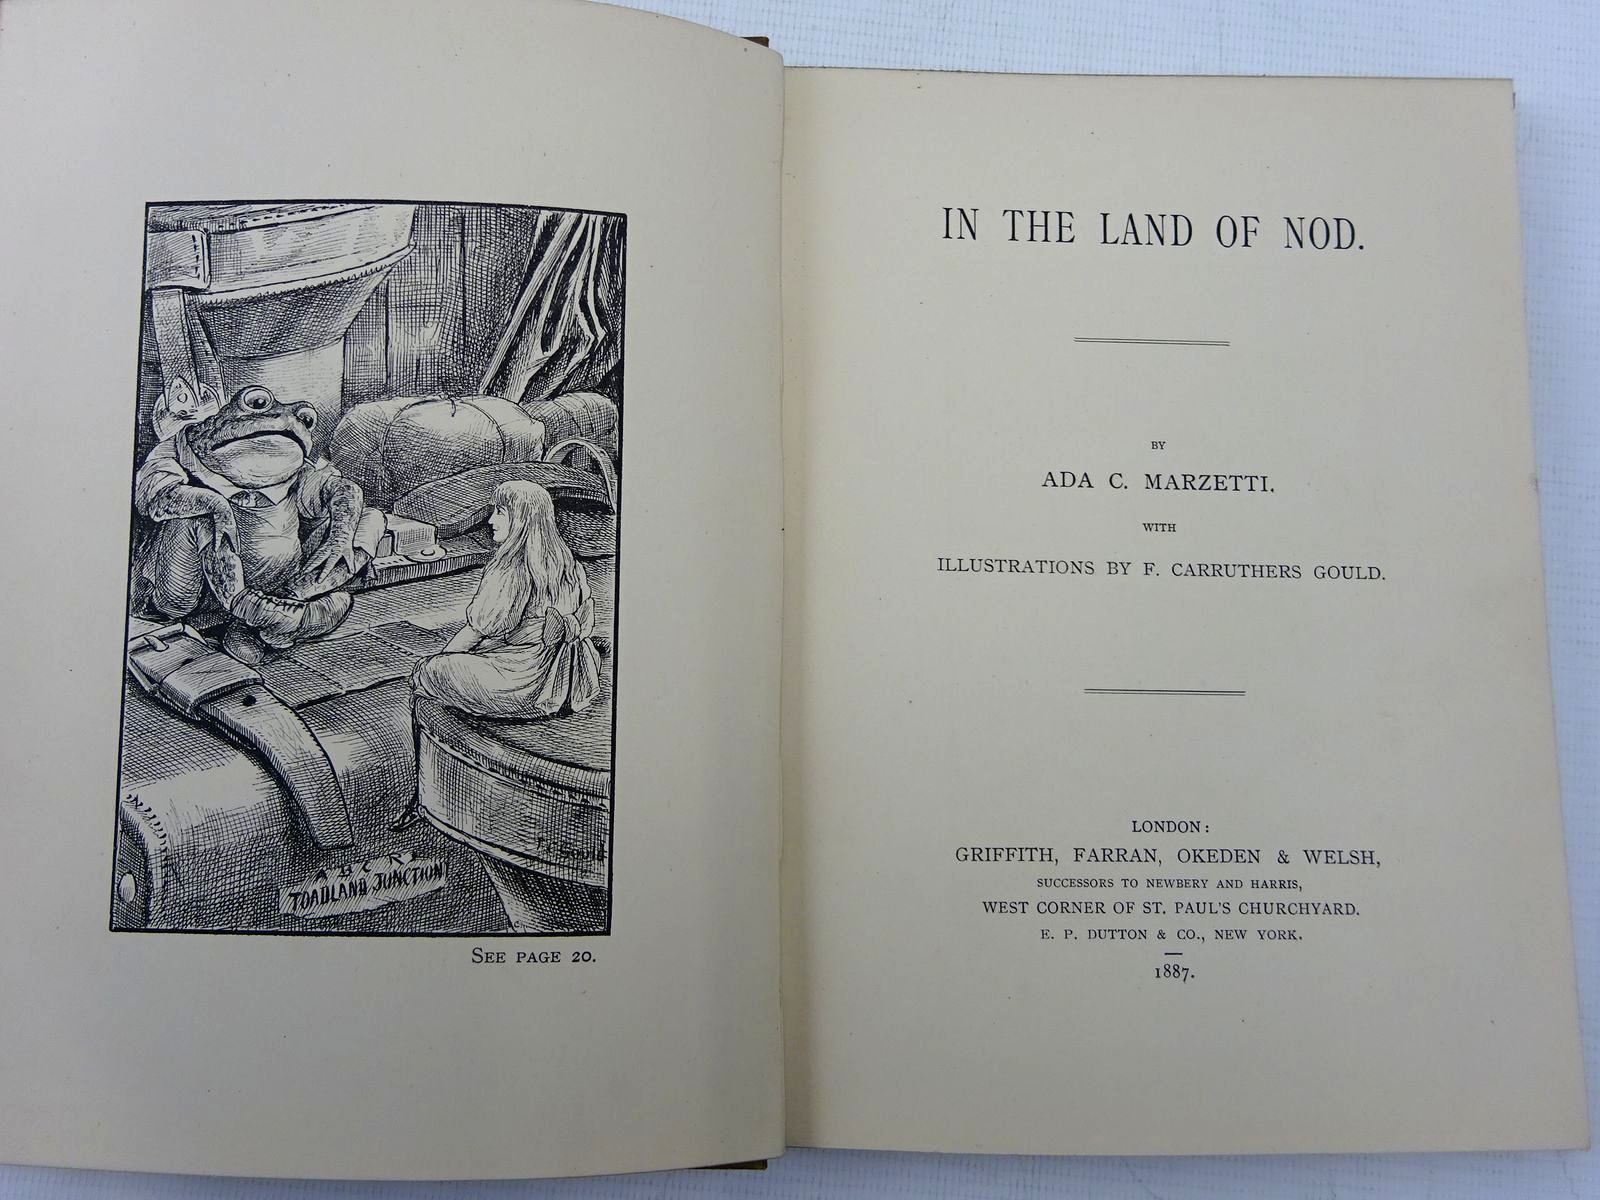 F C GOULD
A B C R
TOADLAND JUNCTION
SEE PAGE 20.
IN THE LAND OF NOD.
BY
ADA C. MARZETTI.
WITH
ILLUSTRATIONS BY F. CARRUTHERS GOULD.
LONDON:
GRIFFITH, FARRAN, OKEDEN & WELSH,
SUCCESSORS TO NEWBERY AND HARRIS,
WEST CORNER OF ST. PAUL'S CHURCHYARD.
E. P. DUTTON & CO., NEW YORK.
1887.